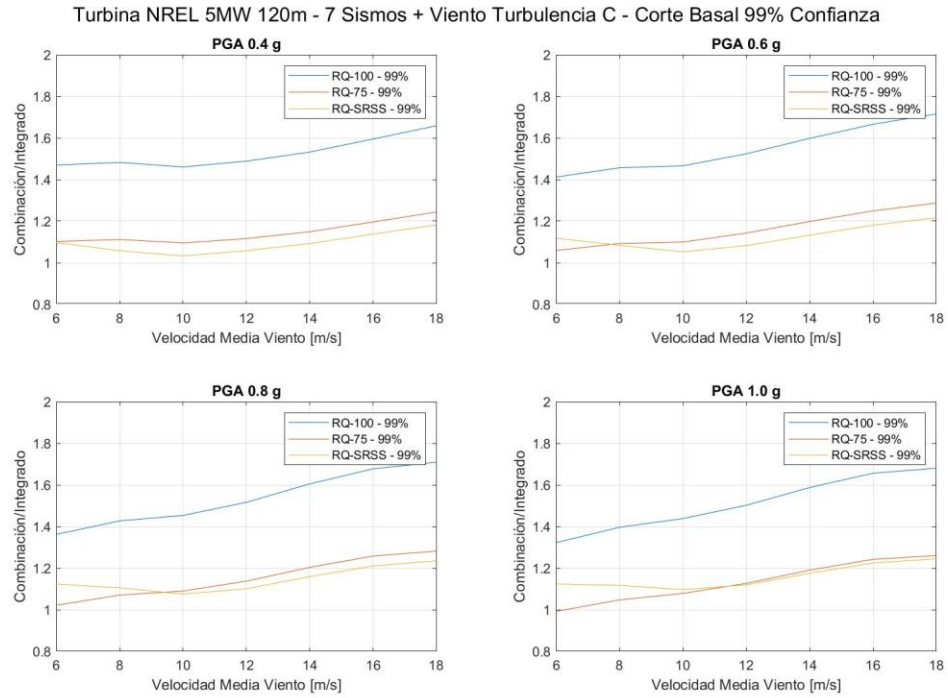 Turbina NREL 5MW 120m - 7 Sismos + Viento Turbulencia C - Corte Basal 99% Confianza
PGA 0.4 g
2
1.8
1.6
1.4
1.2
1
0.8
Combinación/Integrado
RQ-100 - 99%
RQ-75 - 99%
RQ-SRSS - 99%
6 8 10 12 14 16 18
Velocidad Media Viento [m/s]
PGA 0.6 g
2
1.8
1.6
1.4
1.2
1
0.8
Combinación/Integrado
RQ-100 - 99%
RQ-75 - 99%
RQ-SRSS - 99%
6 8 10 12 14 16 18
Velocidad Media Viento [m/s]
PGA 0.8 g
2
1.8
1.6
1.4
1.2
1
0.8
Combinación/Integrado
RQ-100 - 99%
RQ-75 - 99%
RQ-SRSS - 99%
6 8 10 12 14 16 18
Velocidad Media Viento [m/s]
PGA 1.0 g
2
1.8
1.6
1.4
1.2
1
0.8
Combinación/Integrado
RQ-100 - 99%
RQ-75 - 99%
RQ-SRSS - 99%
6 8 10 12 14 16 18
Velocidad Media Viento [m/s]